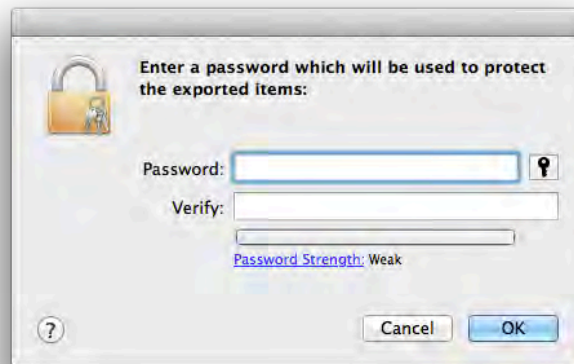 Enter a password which will be used to protect
the exported items:
Password:
Verify:
Password Strength: Weak
?
Cancel
OK